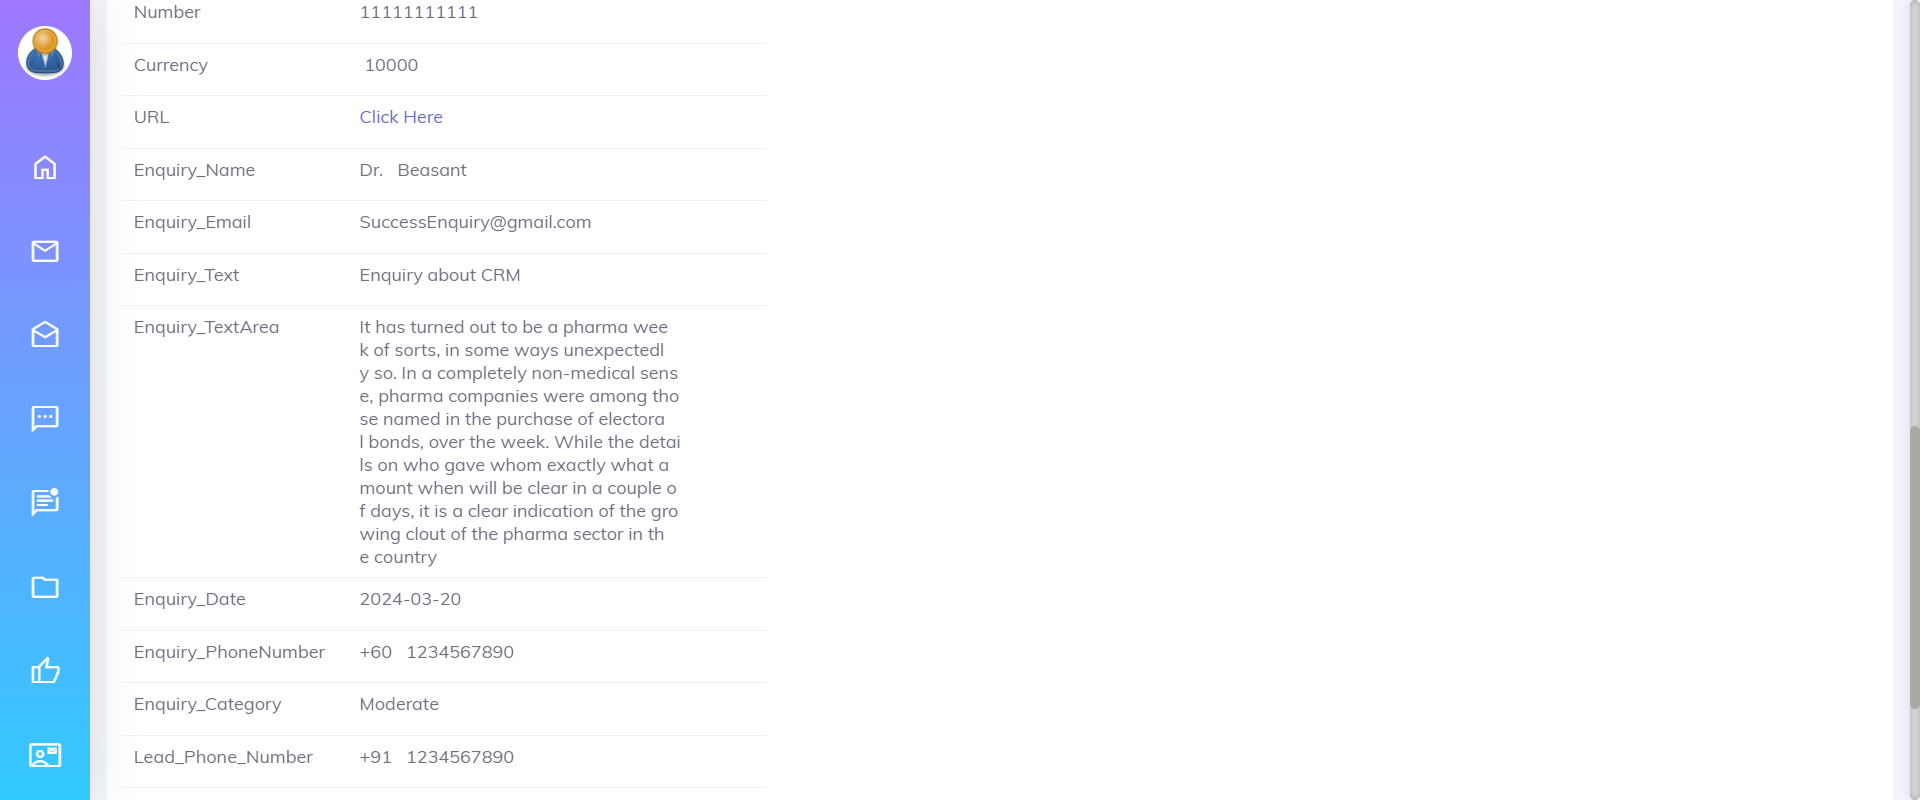 Number 11111111111
Currency 10000
URL Click Here
Enquiry_Name Dr. Beasant
Enquiry_Email SuccessEnquiry@gmail.com
Enquiry_Text Enquiry about CRM
Enquiry_TextArea It has turned out to be a pharma wee
k of sorts, in some ways unexpectedl
y so. In a completely non-medical sens
e, pharma companies were among tho
se named in the purchase of electora
l bonds, over the week. While the detai
ls on who gave whom exactly what a
mount when will be clear in a couple o
f days, it is a clear indication of the gro
wing clout of the pharma sector in th
e country
Enquiry_Date 2024-03-20
Enquiry_PhoneNumber +60 1234567890
Enquiry_Category Moderate
Lead_Phone_Number +91 1234567890